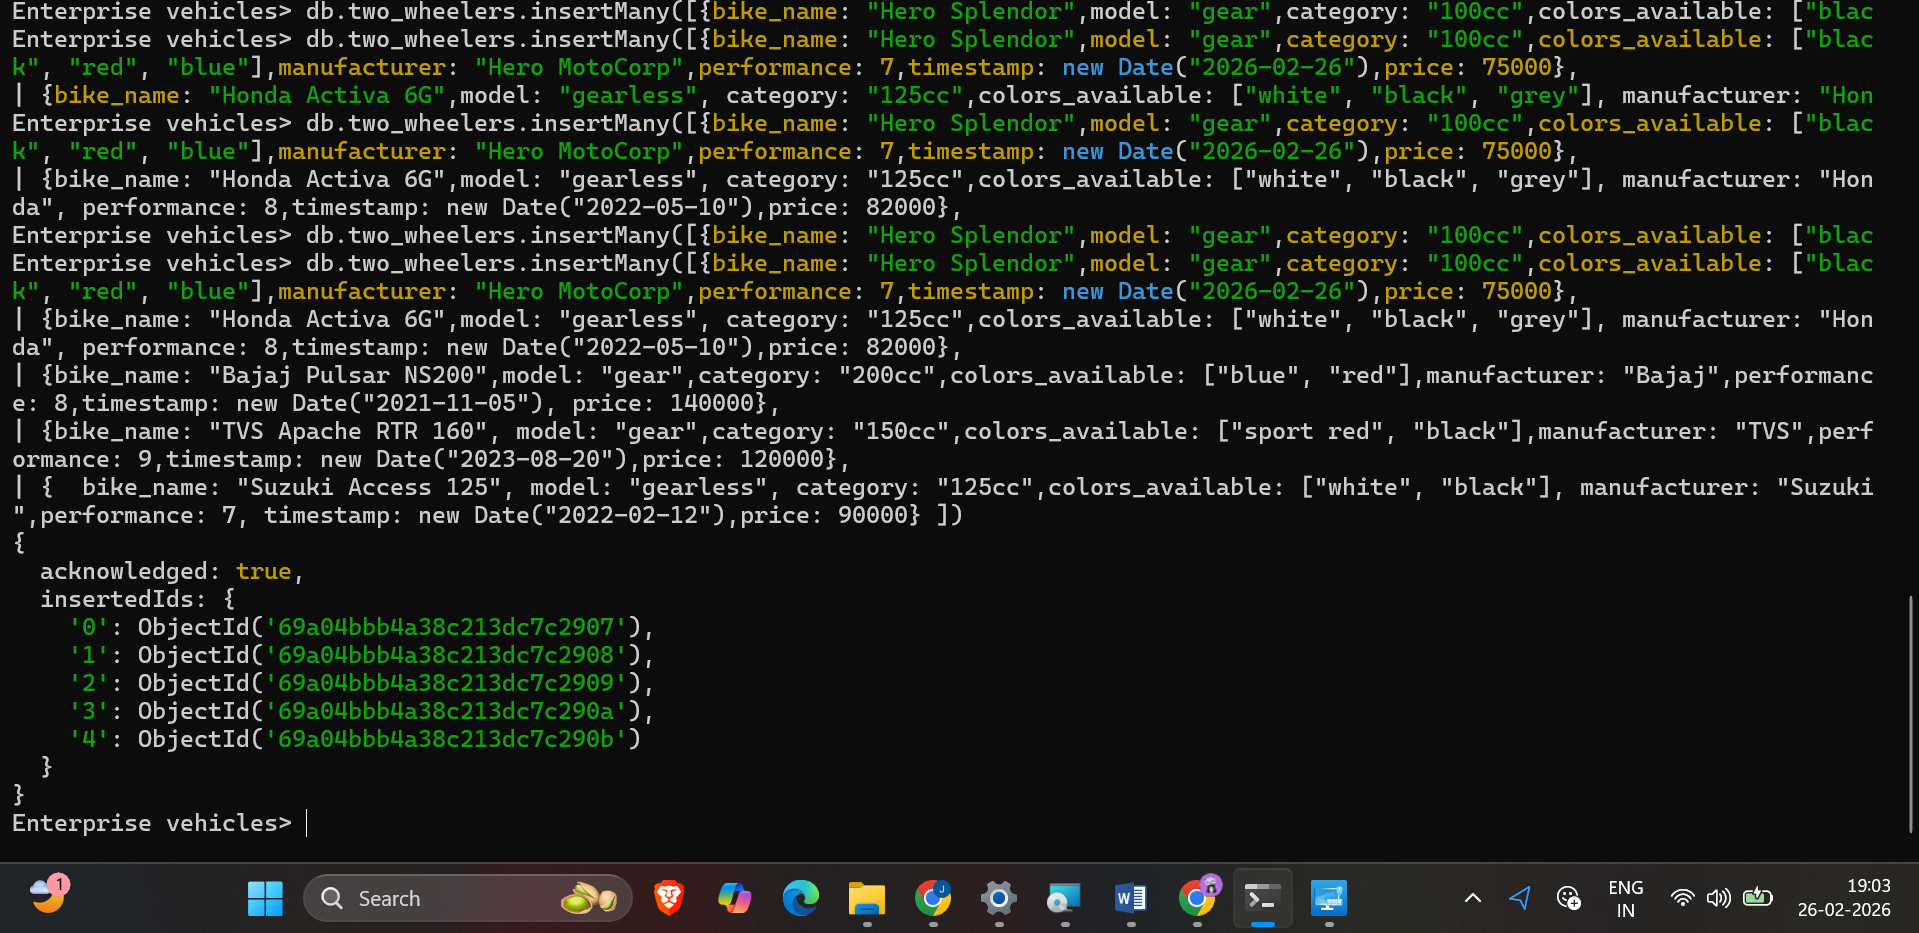 Enterprise vehicles> db.two_wheelers.insertMany([{bike_name: "Hero Splendor",model: "gear",category: "100cc",colors_available: ["blac
Enterprise vehicles> db.two_wheelers.insertMany([{bike_name: "Hero Splendor",model: "gear",category: "100cc",colors_available: ["blac
k", "red", "blue"],manufacturer: "Hero MotoCorp",performance: 7,timestamp: new Date("2026-02-26"),price: 75000},
| {bike_name: "Honda Activa 6G",model: "gearless", category: "125cc",colors_available: ["white", "black", "grey"], manufacturer: "Hon
Enterprise vehicles> db.two_wheelers.insertMany([{bike_name: "Hero Splendor",model: "gear",category: "100cc",colors_available: ["blac
k", "red", "blue"],manufacturer: "Hero MotoCorp",performance: 7,timestamp: new Date("2026-02-26"),price: 75000},
| {bike_name: "Honda Activa 6G",model: "gearless", category: "125cc",colors_available: ["white", "black", "grey"], manufacturer: "Hon
da", performance: 8,timestamp: new Date("2022-05-10"),price: 82000},
Enterprise vehicles> db.two_wheelers.insertMany([{bike_name: "Hero Splendor",model: "gear",category: "100cc",colors_available: ["blac
Enterprise vehicles> db.two_wheelers.insertMany([{bike_name: "Hero Splendor",model: "gear",category: "100cc",colors_available: ["blac
k", "red", "blue"],manufacturer: "Hero MotoCorp",performance: 7,timestamp: new Date("2026-02-26"),price: 75000},
| {bike_name: "Honda Activa 6G",model: "gearless", category: "125cc",colors_available: ["white", "black", "grey"], manufacturer: "Hon
da", performance: 8,timestamp: new Date("2022-05-10"),price: 82000},
| {bike_name: "Bajaj Pulsar NS200",model: "gear",category: "200cc",colors_available: ["blue", "red"],manufacturer: "Bajaj",performanc
e: 8,timestamp: new Date("2021-11-05"), price: 140000},
| {bike_name: "TVS Apache RTR 160", model: "gear",category: "150cc",colors_available: ["sport red", "black"],manufacturer: "TVS",perf
ormance: 9,timestamp: new Date("2023-08-20"),price: 120000},
| {  bike_name: "Suzuki Access 125", model: "gearless", category: "125cc",colors_available: ["white", "black"], manufacturer: "Suzuki
",performance: 7, timestamp: new Date("2022-02-12"),price: 90000} ])
{
  acknowledged: true,
  insertedIds: {
    '0': ObjectId('69a04bbb4a38c213dc7c2907'),
    '1': ObjectId('69a04bbb4a38c213dc7c2908'),
    '2': ObjectId('69a04bbb4a38c213dc7c2909'),
    '3': ObjectId('69a04bbb4a38c213dc7c290a'),
    '4': ObjectId('69a04bbb4a38c213dc7c290b')
  }
}
Enterprise vehicles>
1
Search
J
W
ENG
IN
19:03
26-02-2026